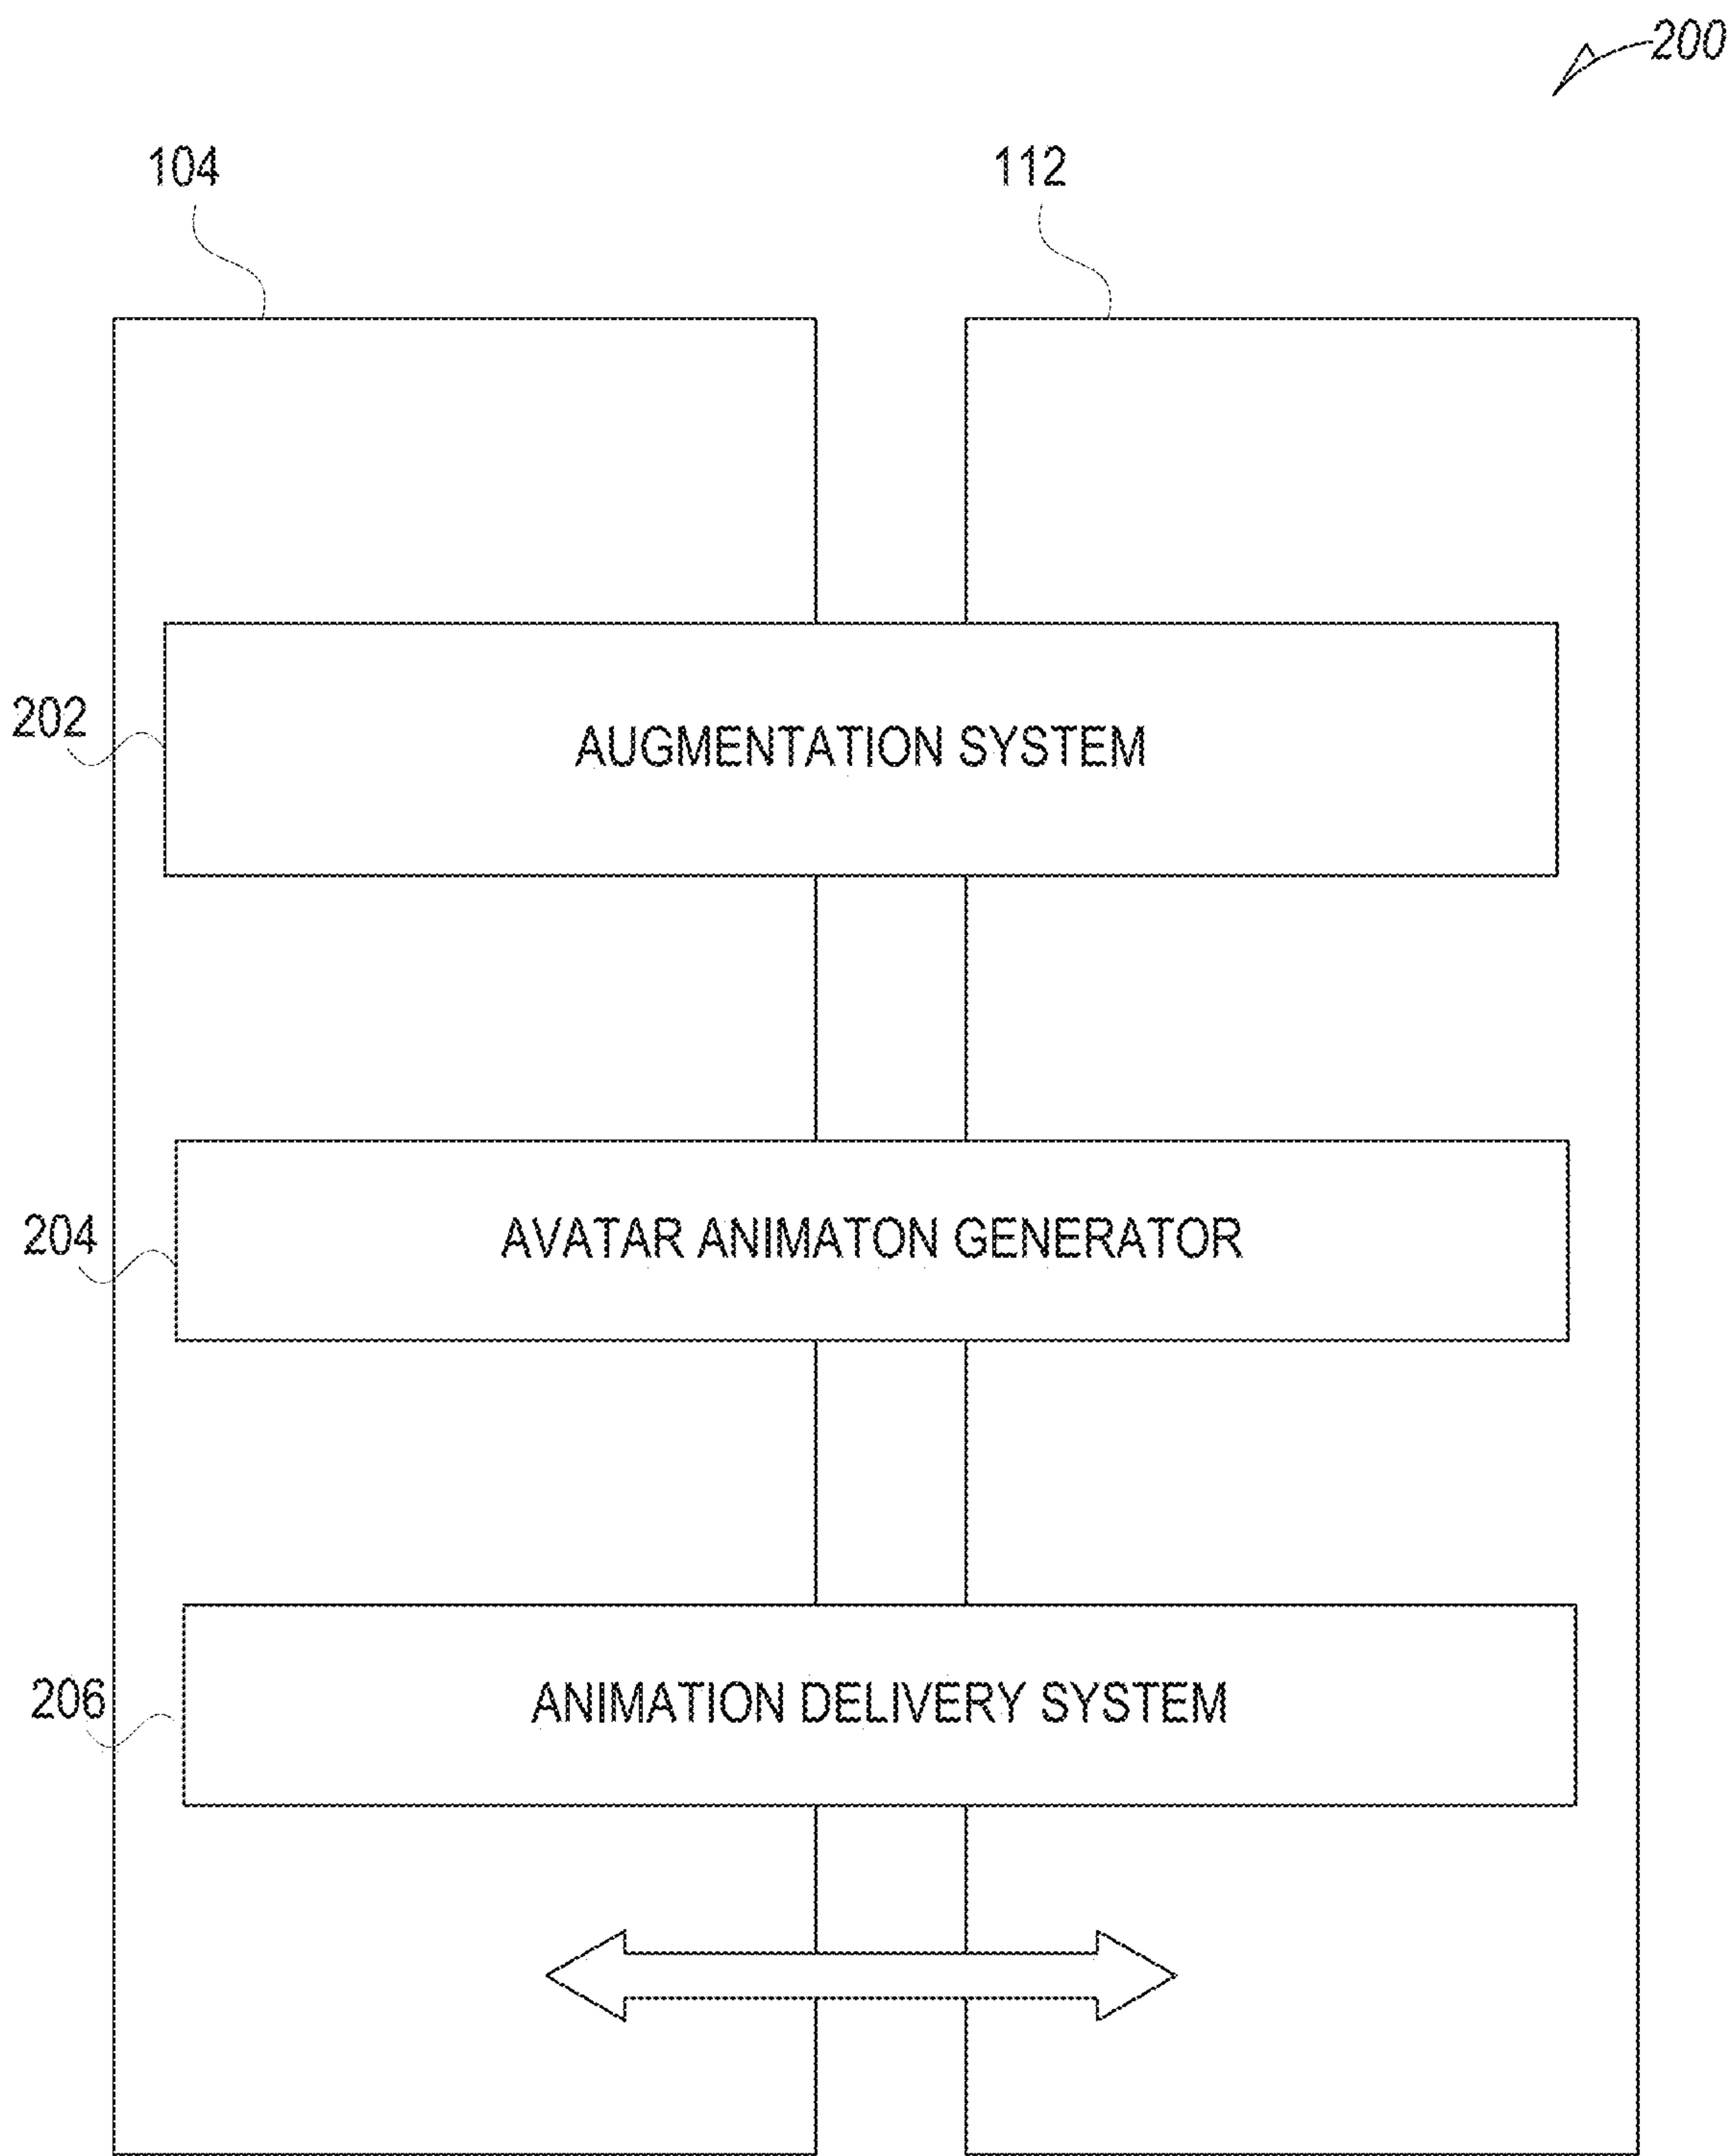 200
104
112
202
AUGMENTATION SYSTEM
204
AVATAR ANIMATON GENERATOR
206
ANIMATION DELIVERY SYSTEM